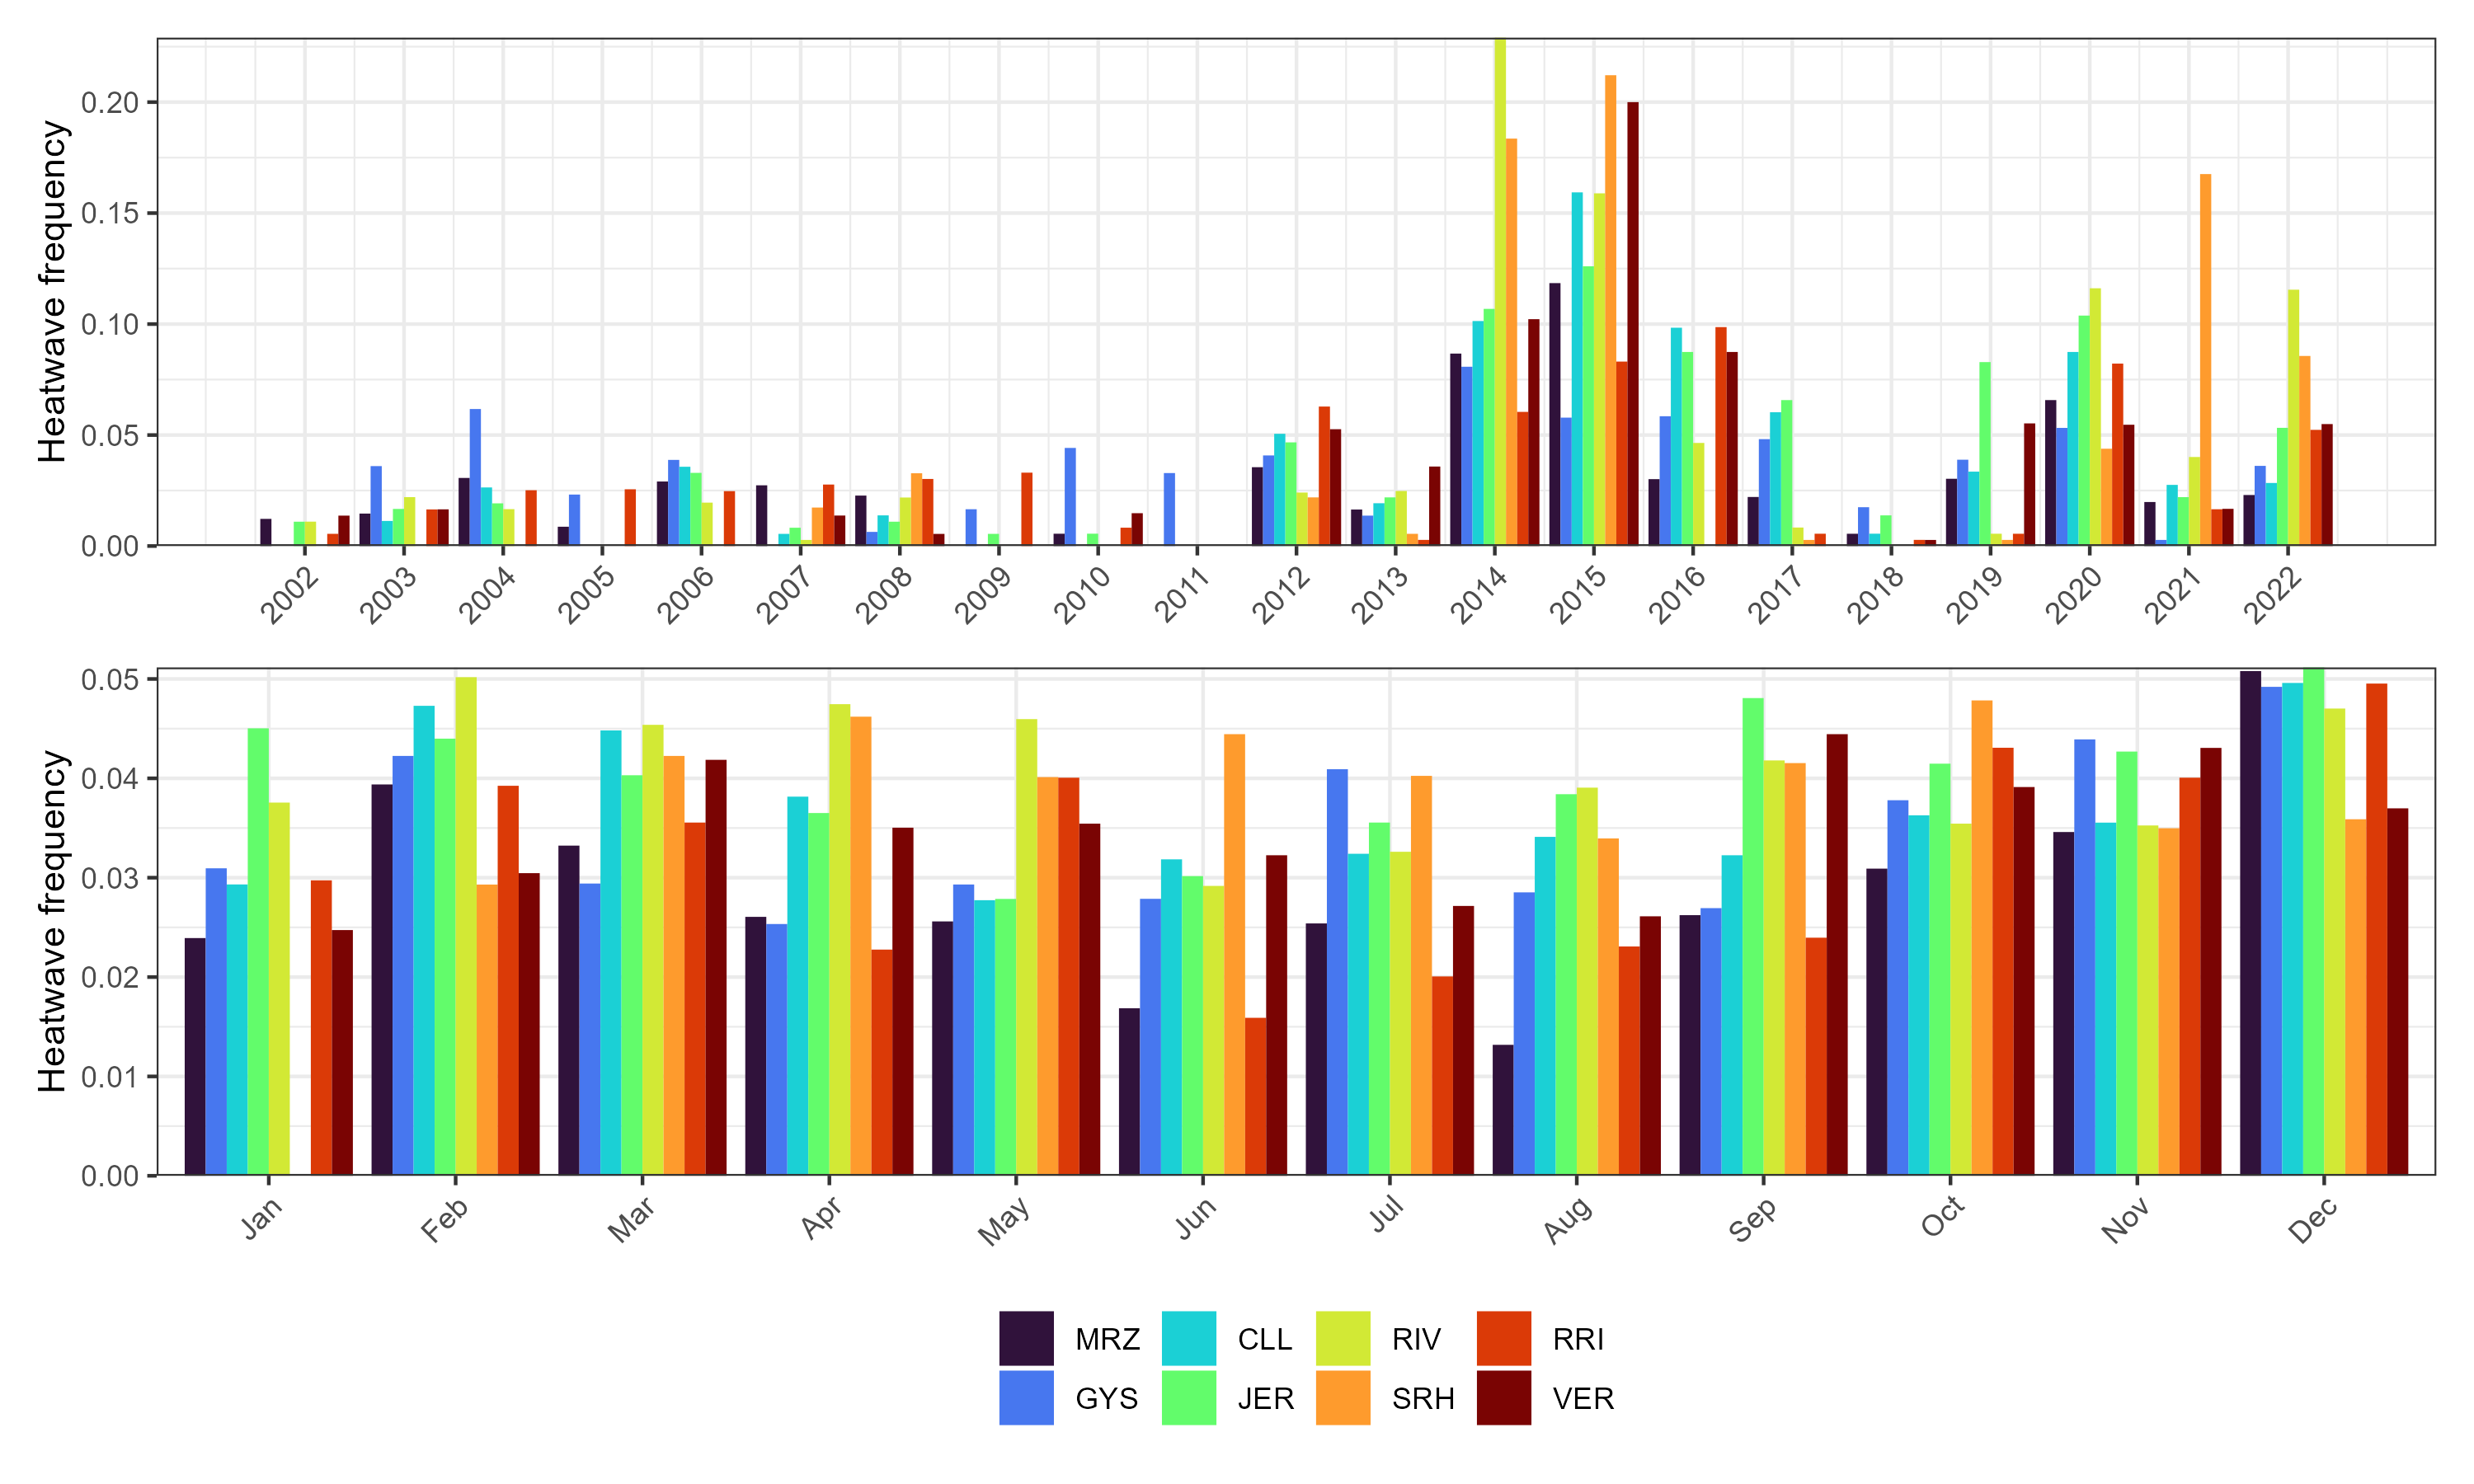 Heatwave frequency
0.20
0.15
0.10
0.05
0.00
2002 2003 2004 2005 2006 2007 2008 2009 2010 2011 2012 2013 2014 2015 2016 2017 2018 2019 2020 2021 2022
Heatwave frequency
0.05
0.04
0.03
0.02
0.01
0.00
Jan Feb Mar Apr May Jun Jul Aug Sep Oct Nov Dec
MRZ CLL RIV RRI
GYS JER SRH VER